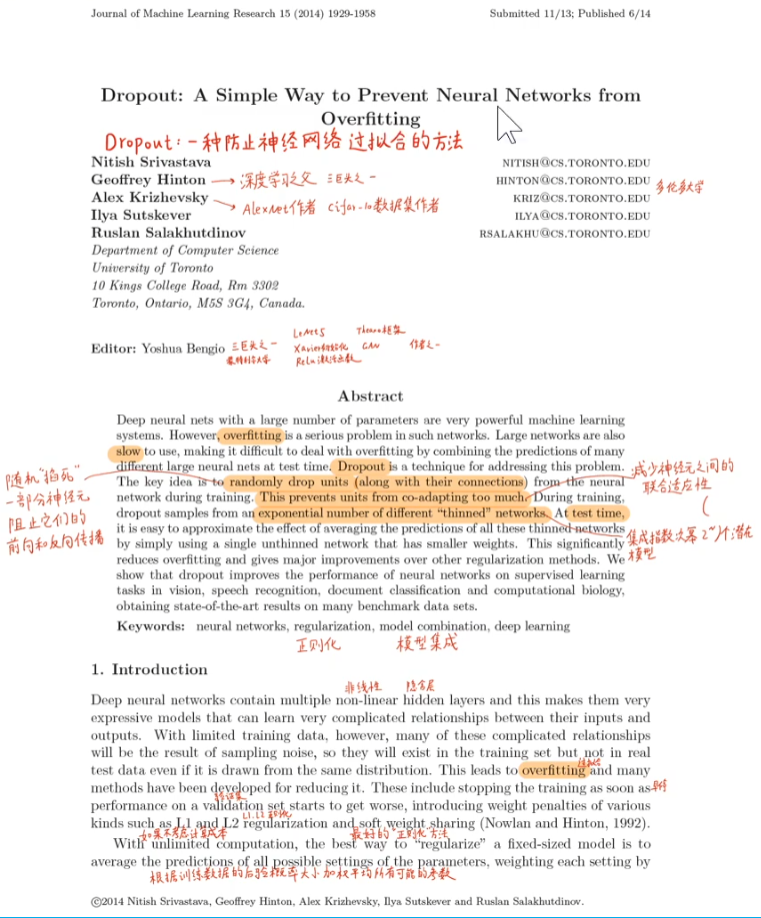 Journal of Machine Learning Research 15 (2014) 1929-1958 Submitted 11/13; Published 6/14
Dropout: A Simple Way to Prevent Neural Networks from
Overfitting
Dropout: 一种防止神经网络 过拟合的方法
Nitish Srivastava NITISH@CS.TORONTO.EDU
Geoffrey Hinton → 深度学习之父 三巨头之一 HINTON@CS.TORONTO.EDU 多伦多大学
Alex Krizhevsky KRIZ@CS.TORONTO.EDU
→ AlexNet作者 Cifar-10数据集作者
Ilya Sutskever ILYA@CS.TORONTO.EDU
Ruslan Salakhutdinov RSALAKHU@CS.TORONTO.EDU
Department of Computer Science
University of Toronto
10 Kings College Road, Rm 3302
Toronto, Ontario, M5S 3G4, Canada.
LeNet5 Theano框架
Editor: Yoshua Bengio 三巨头之一 Xavier初始化 GAN 作者之一
蒙特利尔大学 Relu激活函数
Abstract
Deep neural nets with a large number of parameters are very powerful machine learning
systems. However, overfitting is a serious problem in such networks. Large networks are also
slow to use, making it difficult to deal with overfitting by combining the predictions of many
different large neural nets at test time. Dropout is a technique for addressing this problem.
The key idea is to randomly drop units (along with their connections) from the neural
network during training. This prevents units from co-adapting too much. During training,
dropout samples from an exponential number of different “thinned” networks. At test time,
it is easy to approximate the effect of averaging the predictions of all these thinned networks
by simply using a single unthinned network that has smaller weights. This significantly
reduces overfitting and gives major improvements over other regularization methods. We
show that dropout improves the performance of neural networks on supervised learning
tasks in vision, speech recognition, document classification and computational biology,
obtaining state-of-the-art results on many benchmark data sets.
随机“掐死”
一部分神经元
阻止它们的
前向和反向传播
减少神经元之间的
联合适应性
集成指数次幂 2^n个潜在
模型
Keywords: neural networks, regularization, model combination, deep learning
正则化 模型集成
1. Introduction
非线性 隐含层
Deep neural networks contain multiple non-linear hidden layers and this makes them very
expressive models that can learn very complicated relationships between their inputs and
outputs. With limited training data, however, many of these complicated relationships
will be the result of sampling noise, so they will exist in the training set but not in real
过拟合
test data even if it is drawn from the same distribution. This leads to overfitting and many
methods have been developed for reducing it. These include stopping the training as soon as
验证集
performance on a validation set starts to get worse, introducing weight penalties of various
L1.L2正则化
kinds such as L1 and L2 regularization and soft weight sharing (Nowlan and Hinton, 1992).
如果不考虑计算成本 最好的“正则化”方法
With unlimited computation, the best way to “regularize” a fixed-sized model is to
average the predictions of all possible settings of the parameters, weighting each setting by
根据训练数据的后验概率大小加权平均所有可能的参数
©2014 Nitish Srivastava, Geoffrey Hinton, Alex Krizhevsky, Ilya Sutskever and Ruslan Salakhutdinov.